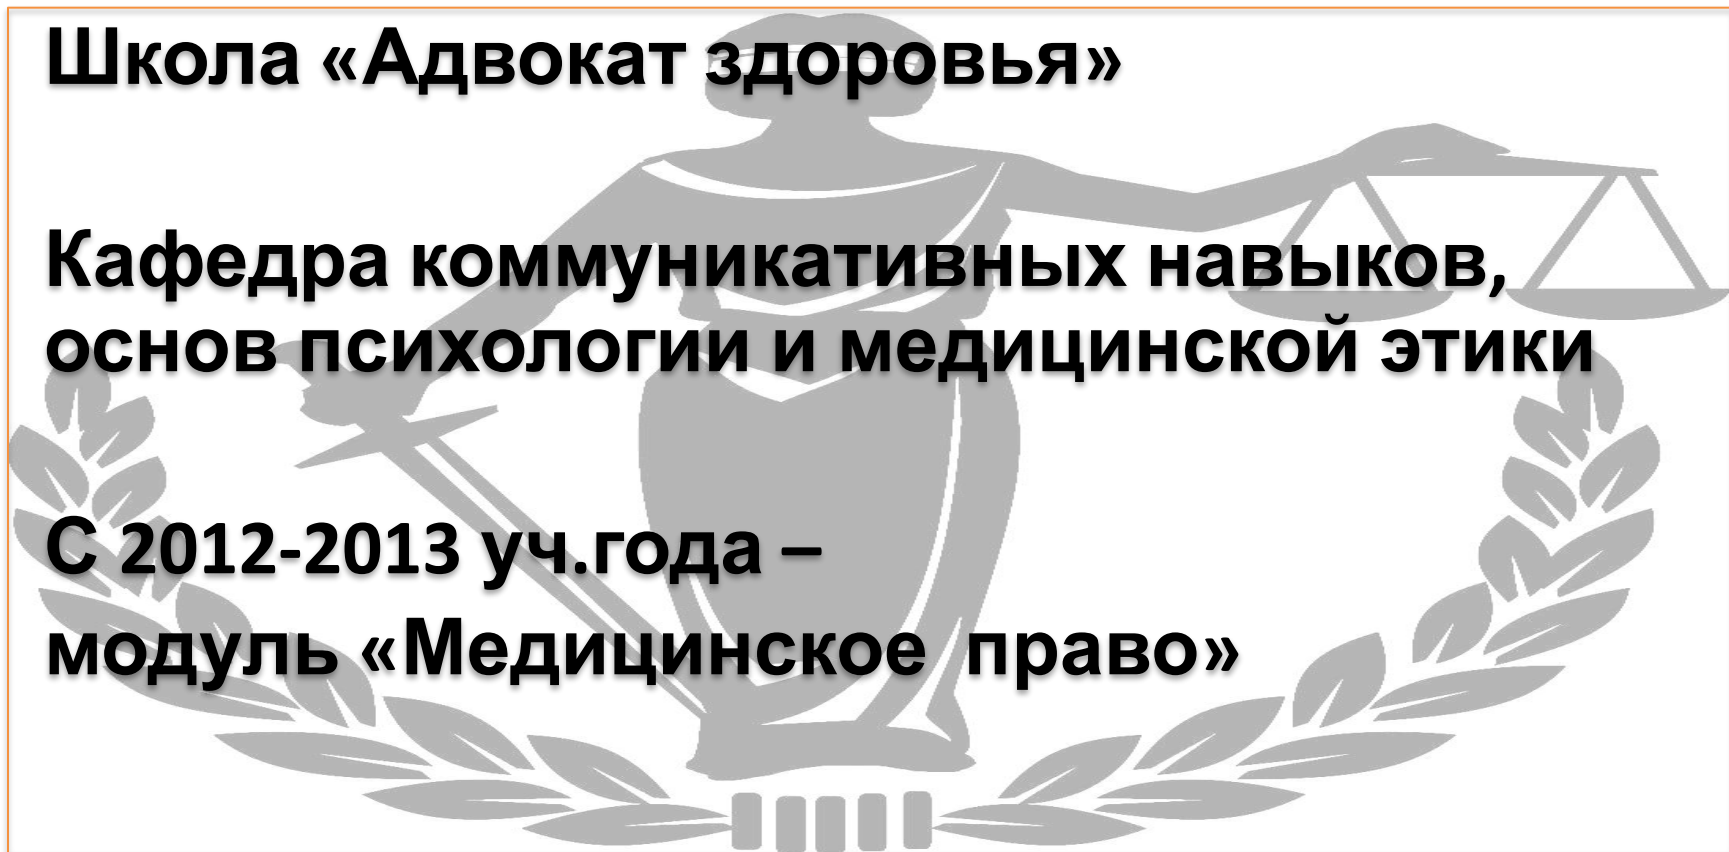 Школа «Адвокат здоровья»
Кафедра коммуникативных навыков,
основ психологии и медицинской этики
С 2012-2013 уч.года –
модуль «Медицинское  право»